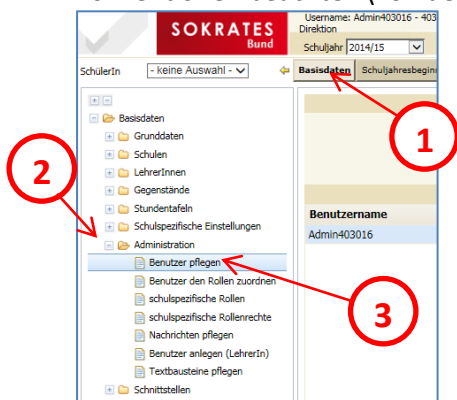 SOKRATES
Bund
Username: Admin403016 - 403
Direktion
Schuljahr 2014/15
SchülerIn - keine Auswahl -
Basisdaten Schuljahresbegin
1
Basisdaten
Grunddaten
Schulen
LehrerInnen
Gegenstände
Stundentafeln
Schulspezifische Einstellungen
2
Administration
Benutzer pflegen
Benutzer den Rollen zuordnen
schulspezifische Rollen
schulspezifische Rollenrechte
Nachrichten pflegen
Benutzer anlegen (LehrerIn)
Textbausteine pflegen
Schnittstellen
Benutzername
Admin403016
3